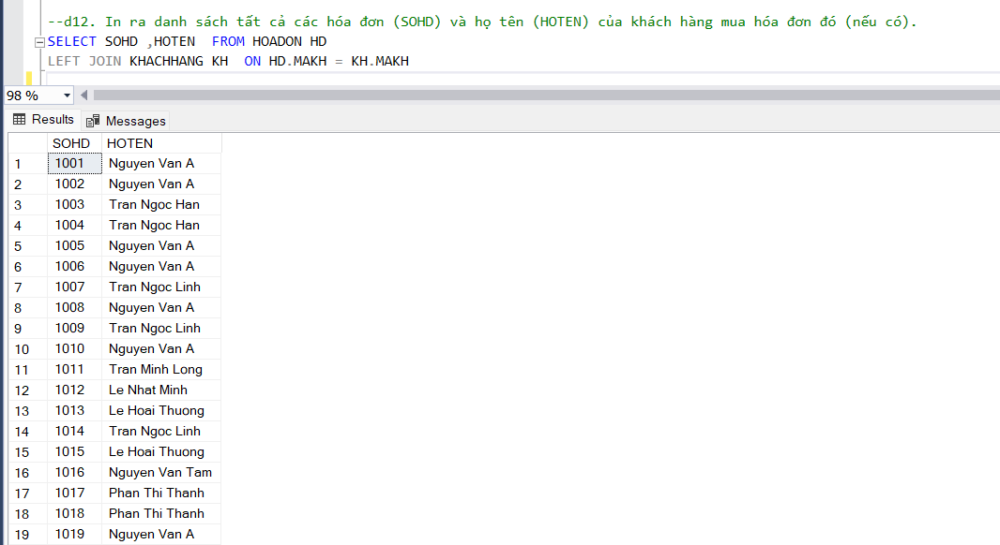 --d12. In ra danh sách tất cả các hóa đơn (SOHD) và họ tên (HOTEN) của khách hàng mua hóa đơn đó (nếu có).
SELECT SOHD ,HOTEN  FROM HOADON HD
LEFT JOIN KHACHHANG KH  ON HD.MAKH = KH.MAKH
98 %
Results Messages
SOHD HOTEN
1 1001 Nguyen Van A
2 1002 Nguyen Van A
3 1003 Tran Ngoc Han
4 1004 Tran Ngoc Han
5 1005 Nguyen Van A
6 1006 Nguyen Van A
7 1007 Tran Ngoc Linh
8 1008 Nguyen Van A
9 1009 Tran Ngoc Linh
10 1010 Nguyen Van A
11 1011 Tran Minh Long
12 1012 Le Nhat Minh
13 1013 Le Hoai Thuong
14 1014 Tran Ngoc Linh
15 1015 Le Hoai Thuong
16 1016 Nguyen Van Tam
17 1017 Phan Thi Thanh
18 1018 Phan Thi Thanh
19 1019 Nguyen Van A